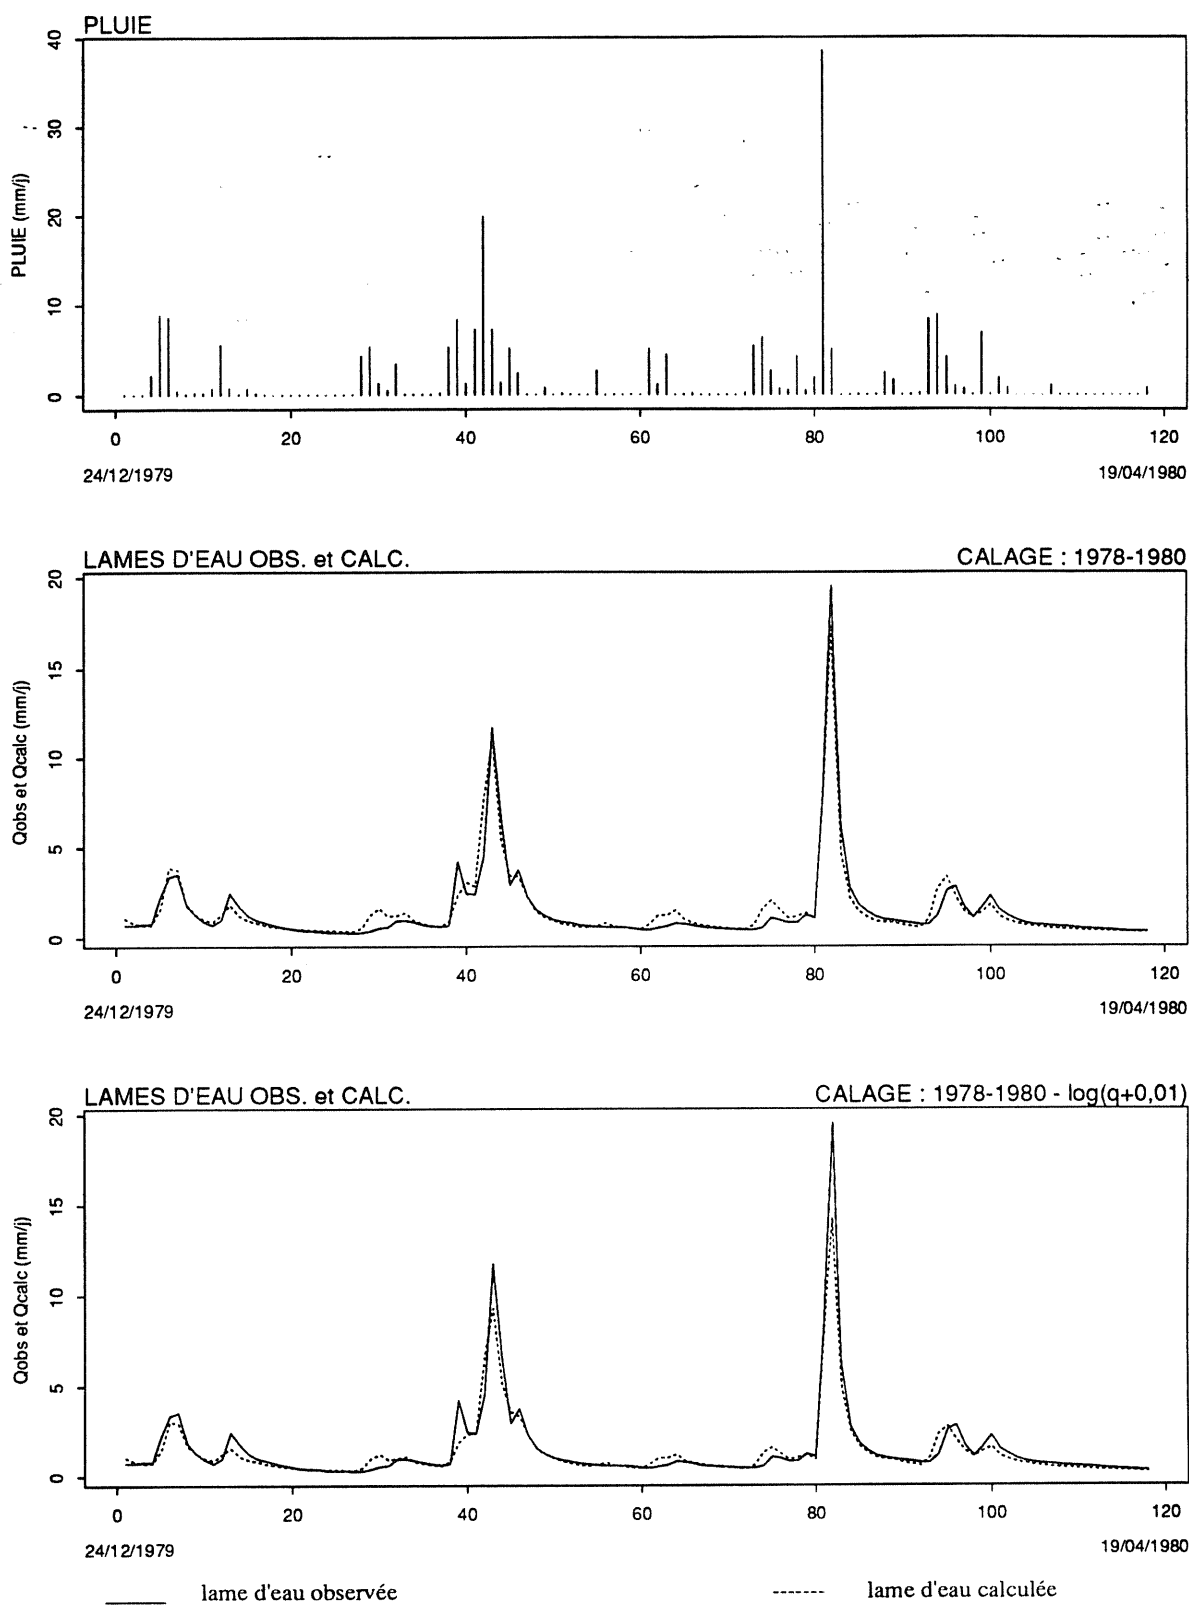 PLUIE
PLUIE (mm/j)
40
30
20
10
0
0 20 40 60 80 100 120
24/12/1979 19/04/1980
LAMES D'EAU OBS. et CALC. CALAGE : 1978-1980
Qobs et Qcalc (mm/j)
20
15
10
5
0
0 20 40 60 80 100 120
24/12/1979 19/04/1980
LAMES D'EAU OBS. et CALC. CALAGE : 1978-1980 - log(q+0,01)
Qobs et Qcalc (mm/j)
20
15
10
5
0
0 20 40 60 80 100 120
24/12/1979 19/04/1980
lame d'eau observée lame d'eau calculée